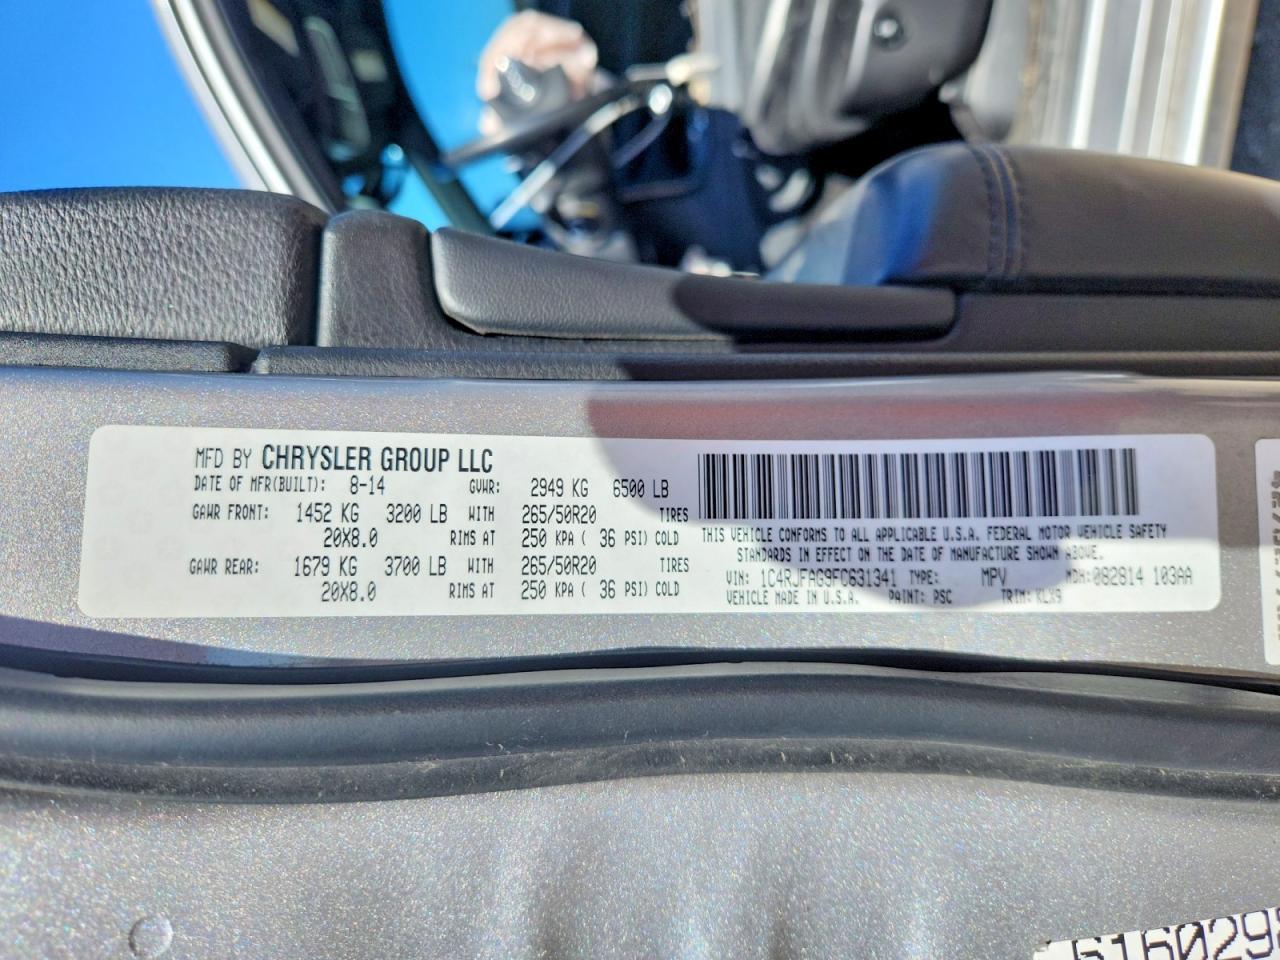 MFD BY CHRYSLER GROUP LLC
DATE OF MFR(BUILT): 8-14 GVWR: 2949 KG 6500 LB
GAWR FRONT: 1452 KG 3200 LB WITH 265/50R20 TIRES
20X8.0 RIMS AT 250 KPA ( 36 PSI) COLD
GAWR REAR: 1679 KG 3700 LB WITH 265/50R20 TIRES
20X8.0 RIMS AT 250 KPA ( 36 PSI) COLD
THIS VEHICLE CONFORMS TO ALL APPLICABLE U.S.A. FEDERAL MOTOR VEHICLE SAFETY
STANDARDS IN EFFECT ON THE DATE OF MANUFACTURE SHOWN ABOVE.
VIN: 1C4RJFAG9FC631341 TYPE: MPV MDH:082814 103AA
VEHICLE MADE IN U.S.A. PAINT: PSC TRIM: KLX9